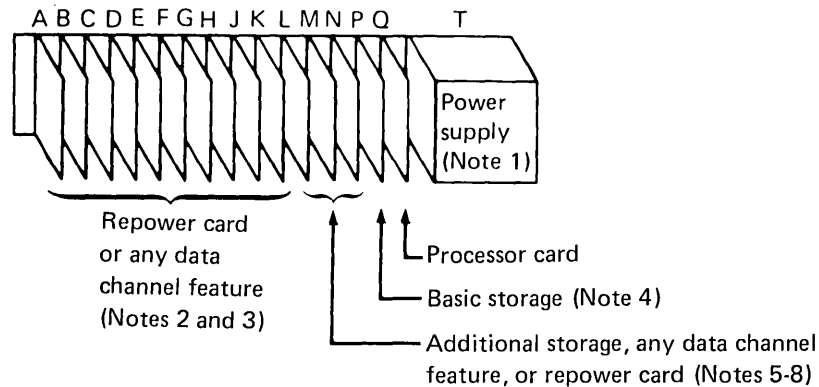 A B C D E F G H J K L M N P Q T
Power
supply
(Note 1)
Repower card
or any data
channel feature
(Notes 2 and 3)
Processor card
Basic storage (Note 4)
Additional storage, any data channel
feature, or repower card (Notes 5-8)